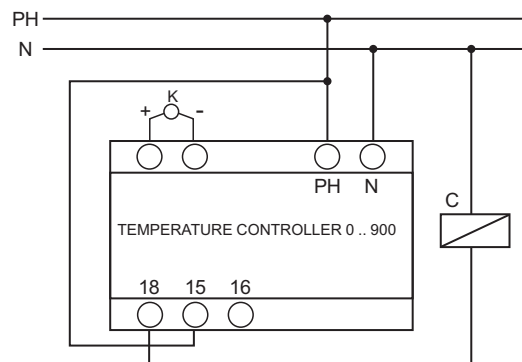 PH
N
K
+ -
PH N
C
TEMPERATURE CONTROLLER 0 .. 900
18 15 16